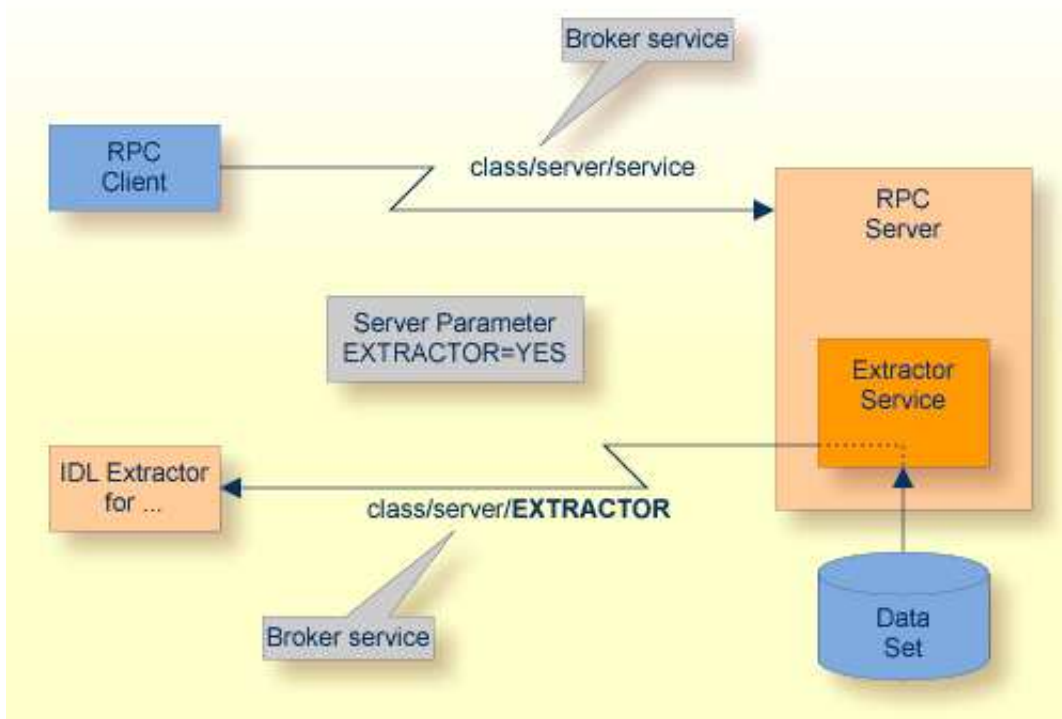 Broker service
RPC
Client
class/server/service
RPC
Server
Server Parameter
EXTRACTOR=YES
Extractor
Service
IDL Extractor
for ...
class/server/EXTRACTOR
Broker service
Data
Set